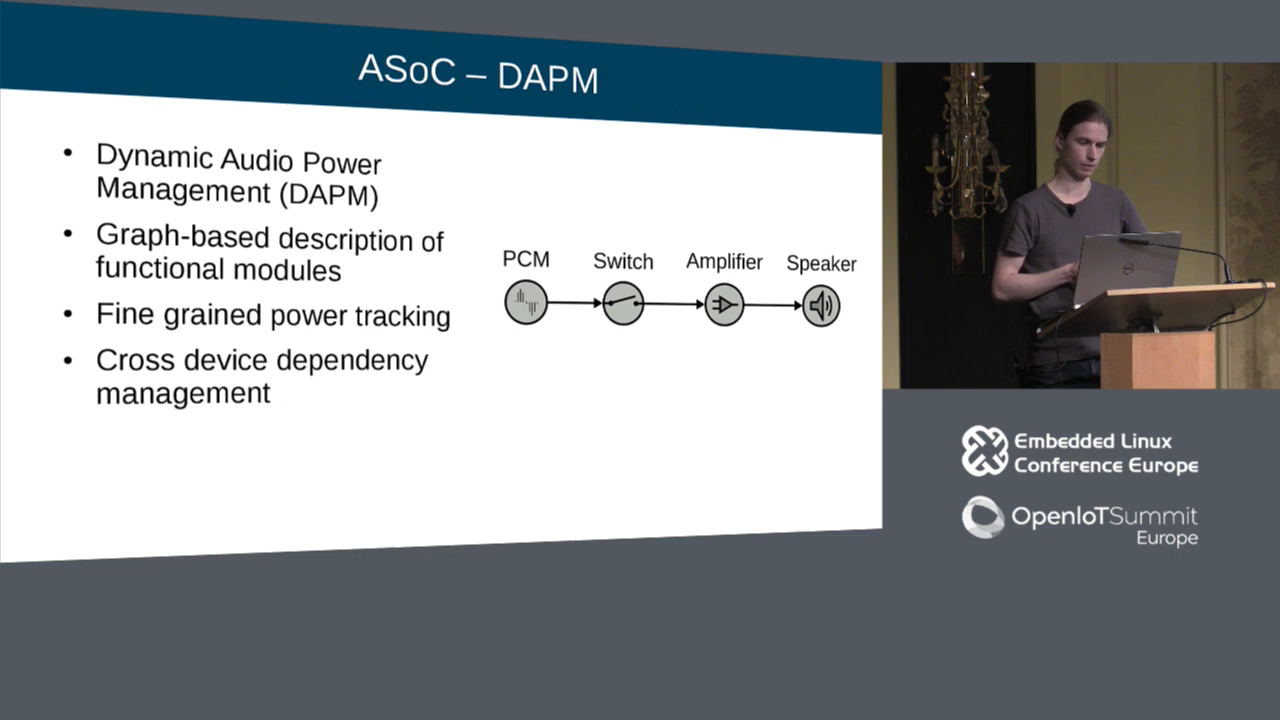 ASoC – DAPM
• Dynamic Audio Power
Management (DAPM)
• Graph-based description of
functional modules
• Fine grained power tracking
• Cross device dependency
management
PCM
Switch
Amplifier
Speaker
Embedded Linux
Conference Europe
OpenIoTSummit
Europe